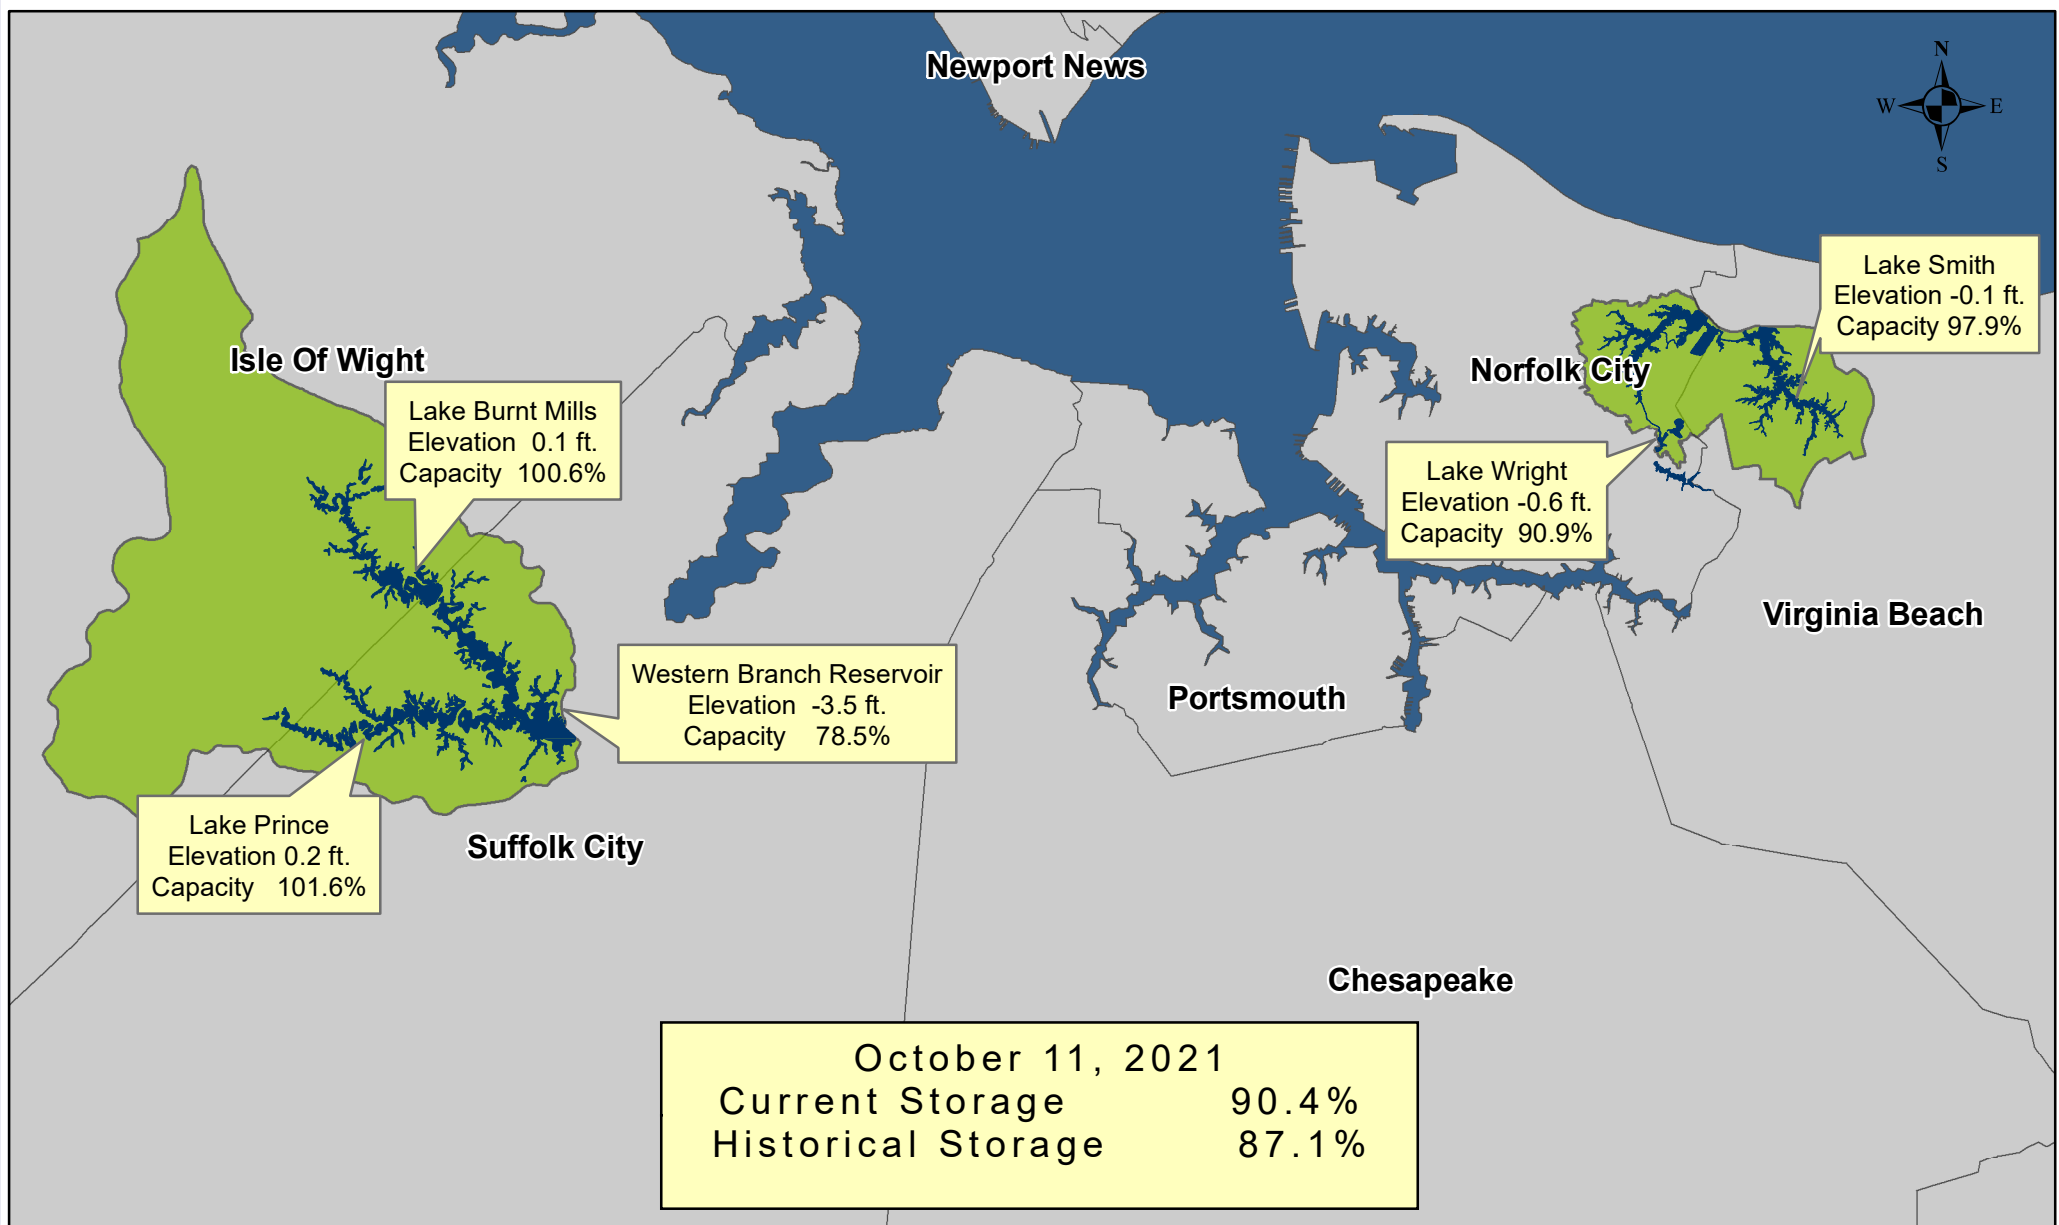 Newport News
N
W
E
S
Lake Smith
Elevation -0.1 ft.
Capacity 97.9%
Isle Of Wight
Norfolk City
Lake Burnt Mills
Elevation 0.1 ft.
Capacity 100.6%
Lake Wright
Elevation -0.6 ft.
Capacity 90.9%
Virginia Beach
Western Branch Reservoir
Elevation -3.5 ft.
Capacity 78.5%
Portsmouth
Lake Prince
Elevation 0.2 ft.
Capacity 101.6%
Suffolk City
Chesapeake
October 11, 2021
Current Storage 90.4%
Historical Storage 87.1%